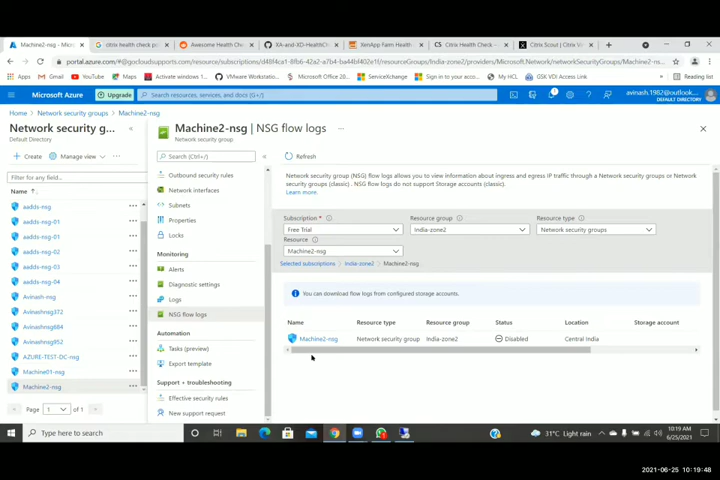 Machine2-nsg - Micr
citrix health check po
Awesome Health Che
XA-and-XD-HealthC
XenApp Farm Health
Citrix Health Check
Citrix Scout | Citrix Vi
portal.azure.com/#@gocloudsupports.com/resource/subscriptions/
/resourceGroups/India-zone2/providers/Microsoft.Network/networkSecurityGroups/Machine2-n...
Apps
Gmail
YouTube
Maps
Activate windows 1...
Microsoft Office 28...
ServiceXchange
Sign in to your acco...
My HCL
GSK VDI Access Link
Reading list
Microsoft Azure
Upgrade
Search resources, services, and docs (G+/)
avinash.1982@outlook....
DEFAULT DIRECTORY
Home > Network security groups > Machine2-nsg
Network security g...
Default Directory
Create
Manage view
Filter for any field...
Name
aadds-nsg
aadds-nsg-01
aadds-nsg-01
aadds-nsg-02
aadds-nsg-03
aadds-nsg-04
Avinash-nsg
Avinashnsg372
Avinashnsg684
Avinashnsg952
AZURE-TEST-DC-nsg
Machine01-nsg
Machine2-nsg
Page 1 of 1
Machine2-nsg | NSG flow logs
Network security group
Search (Ctrl+/)
Outbound security rules
Network interfaces
Subnets
Properties
Locks
Monitoring
Alerts
Diagnostic settings
Logs
NSG flow logs
Automation
Tasks (preview)
Export template
Support + troubleshooting
Effective security rules
New support request
Refresh
Network security group (NSG) flow logs allows you to view information about ingress and egress IP traffic through a Network security groups or Network
security groups (classic) . NSG flow logs do not support Storage accounts (classic).
Learn more.
Subscription *
Resource group
Resource type
Free Trial
India-zone2
Network security groups
Resource
Machine2-nsg
Selected subscriptions > India-zone2 > Machine2-nsg
You can download flow logs from configured storage accounts.
Name
Resource type
Resource group
Status
Location
Storage account
Machine2-nsg
Network security group
India-zone2
Disabled
Central India
Type here to search
31°C Light rain
10:19 AM
6/25/2021
2021-06-25 10:19:48